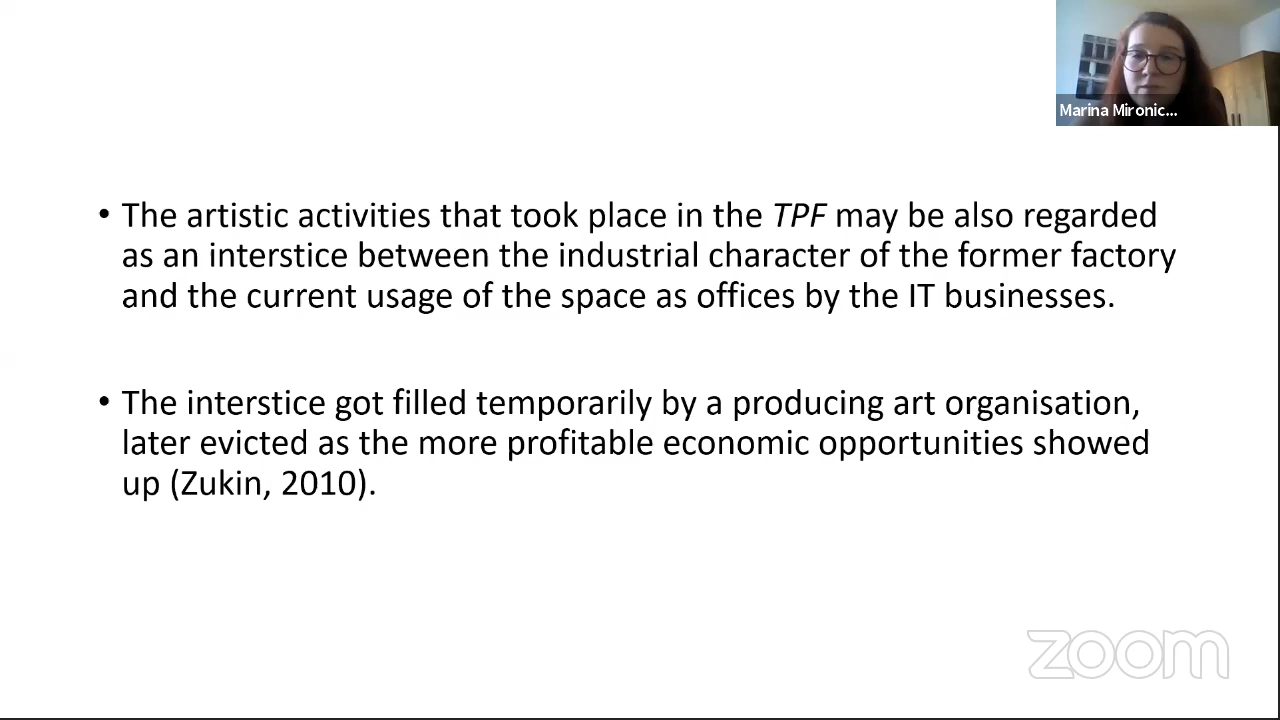 Marina Mironic...
• The artistic activities that took place in the TPF may be also regarded
as an interstice between the industrial character of the former factory
and the current usage of the space as offices by the IT businesses.
• The interstice got filled temporarily by a producing art organisation,
later evicted as the more profitable economic opportunities showed
up (Zukin, 2010).
zoom